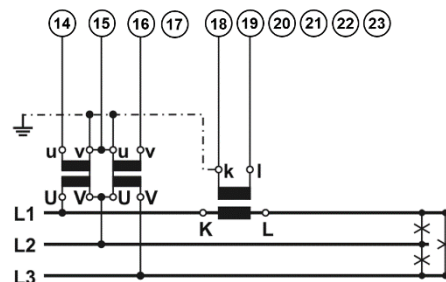 14 15 16 17 18 19 20 21 22 23
u v u v k l
U V U V
L1 K L
L2
L3